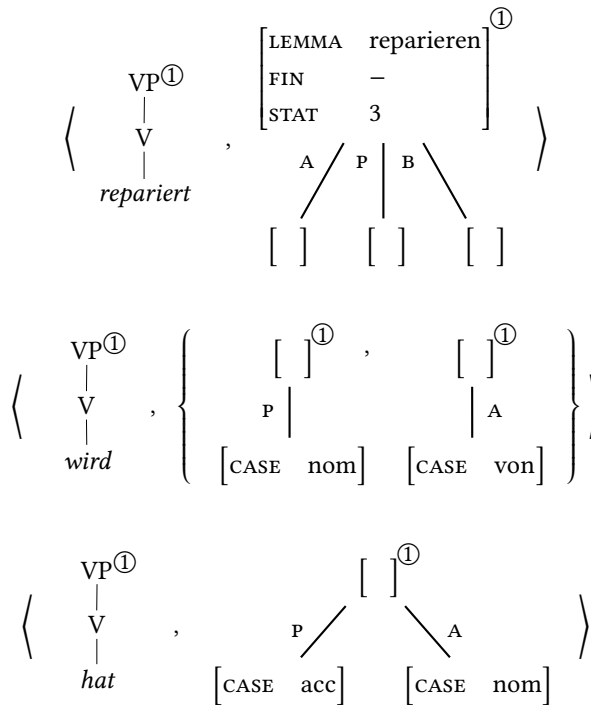 VP① [LEMMA reparieren]①
FIN –
V STAT 3
⟨ , ⟩
repariert A P B
[ ] [ ] [ ]
VP① { [ ]① , [ ]① }
V P A
⟨ , ⟩
wird [CASE nom] [CASE von]
VP① [ ]①
V P A
⟨ , ⟩
hat [CASE acc] [CASE nom]